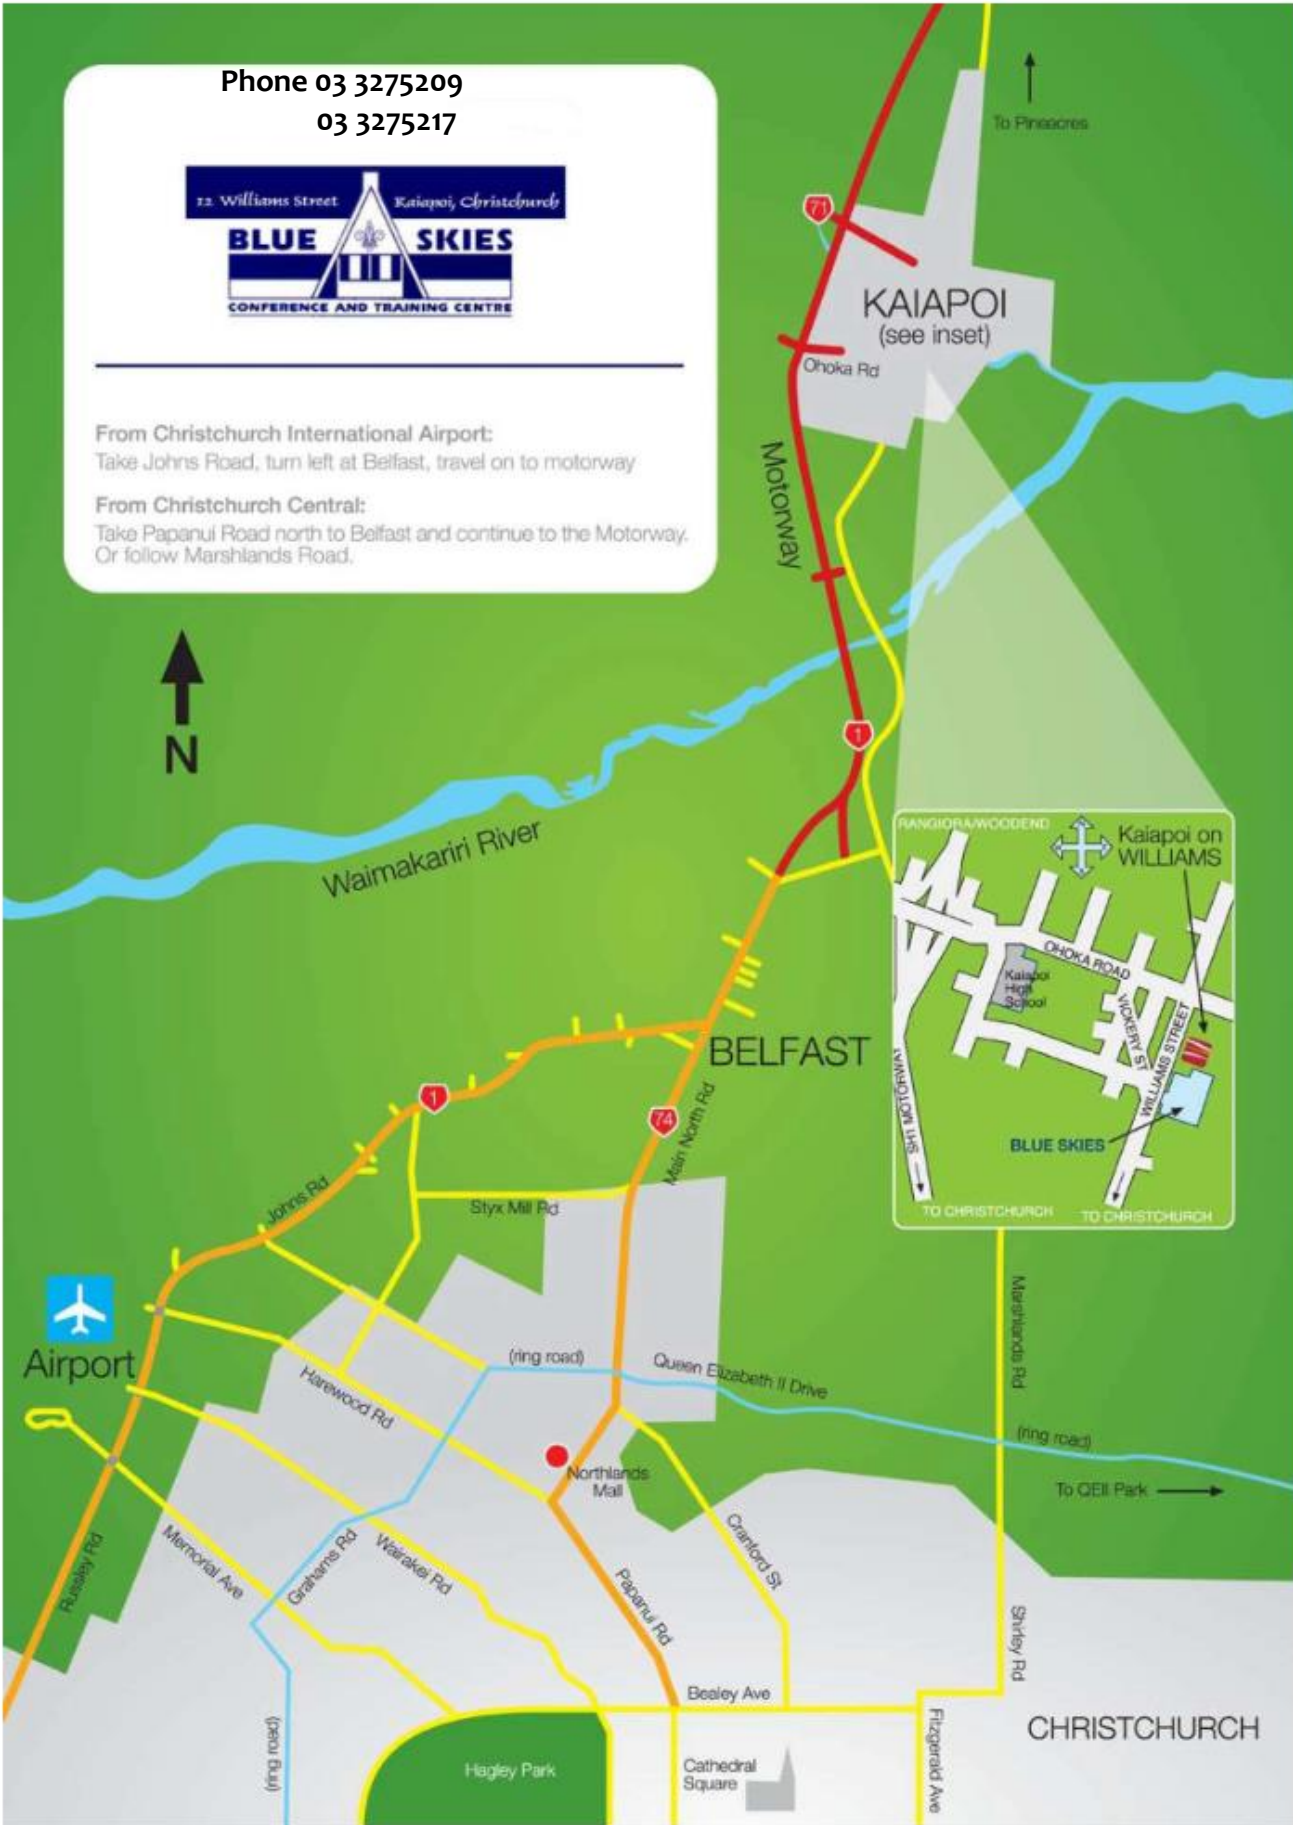 Phone 03 3275209
03 3275217
12 Williams Street
Kaiapoi, Christchurch
BLUE SKIES
CONFERENCE AND TRAINING CENTRE
From Christchurch International Airport:
Take Johns Road, turn left at Belfast, travel on to motorway
From Christchurch Central:
Take Papanui Road north to Belfast and continue to the Motorway.
Or follow Marshlands Road.
N
To Pineacres
71
KAIAPOI
(see inset)
Ohoka Rd
Motorway
1
Waimakariri River
RANGIORA/WOODEND
Kaiapoi on
WILLIAMS
OHOKA ROAD
Kaiapoi
High
School
VICKERY ST
WILLIAMS STREET
SH1 MOTORWAY
BLUE SKIES
TO CHRISTCHURCH
TO CHRISTCHURCH
BELFAST
1
74
Main North Rd
Johns Rd
Styx Mill Rd
Airport
Harewood Rd
(ring road)
Queen Elizabeth II Drive
Marshlands Rd
(ring road)
To QEII Park
Northlands
Mall
Cranford St
Russley Rd
Memorial Ave
Grahams Rd
Wairakei Rd
Papanui Rd
Shirley Rd
Bealey Ave
(ring road)
Hagley Park
Cathedral
Square
Fitzgerald Ave
CHRISTCHURCH